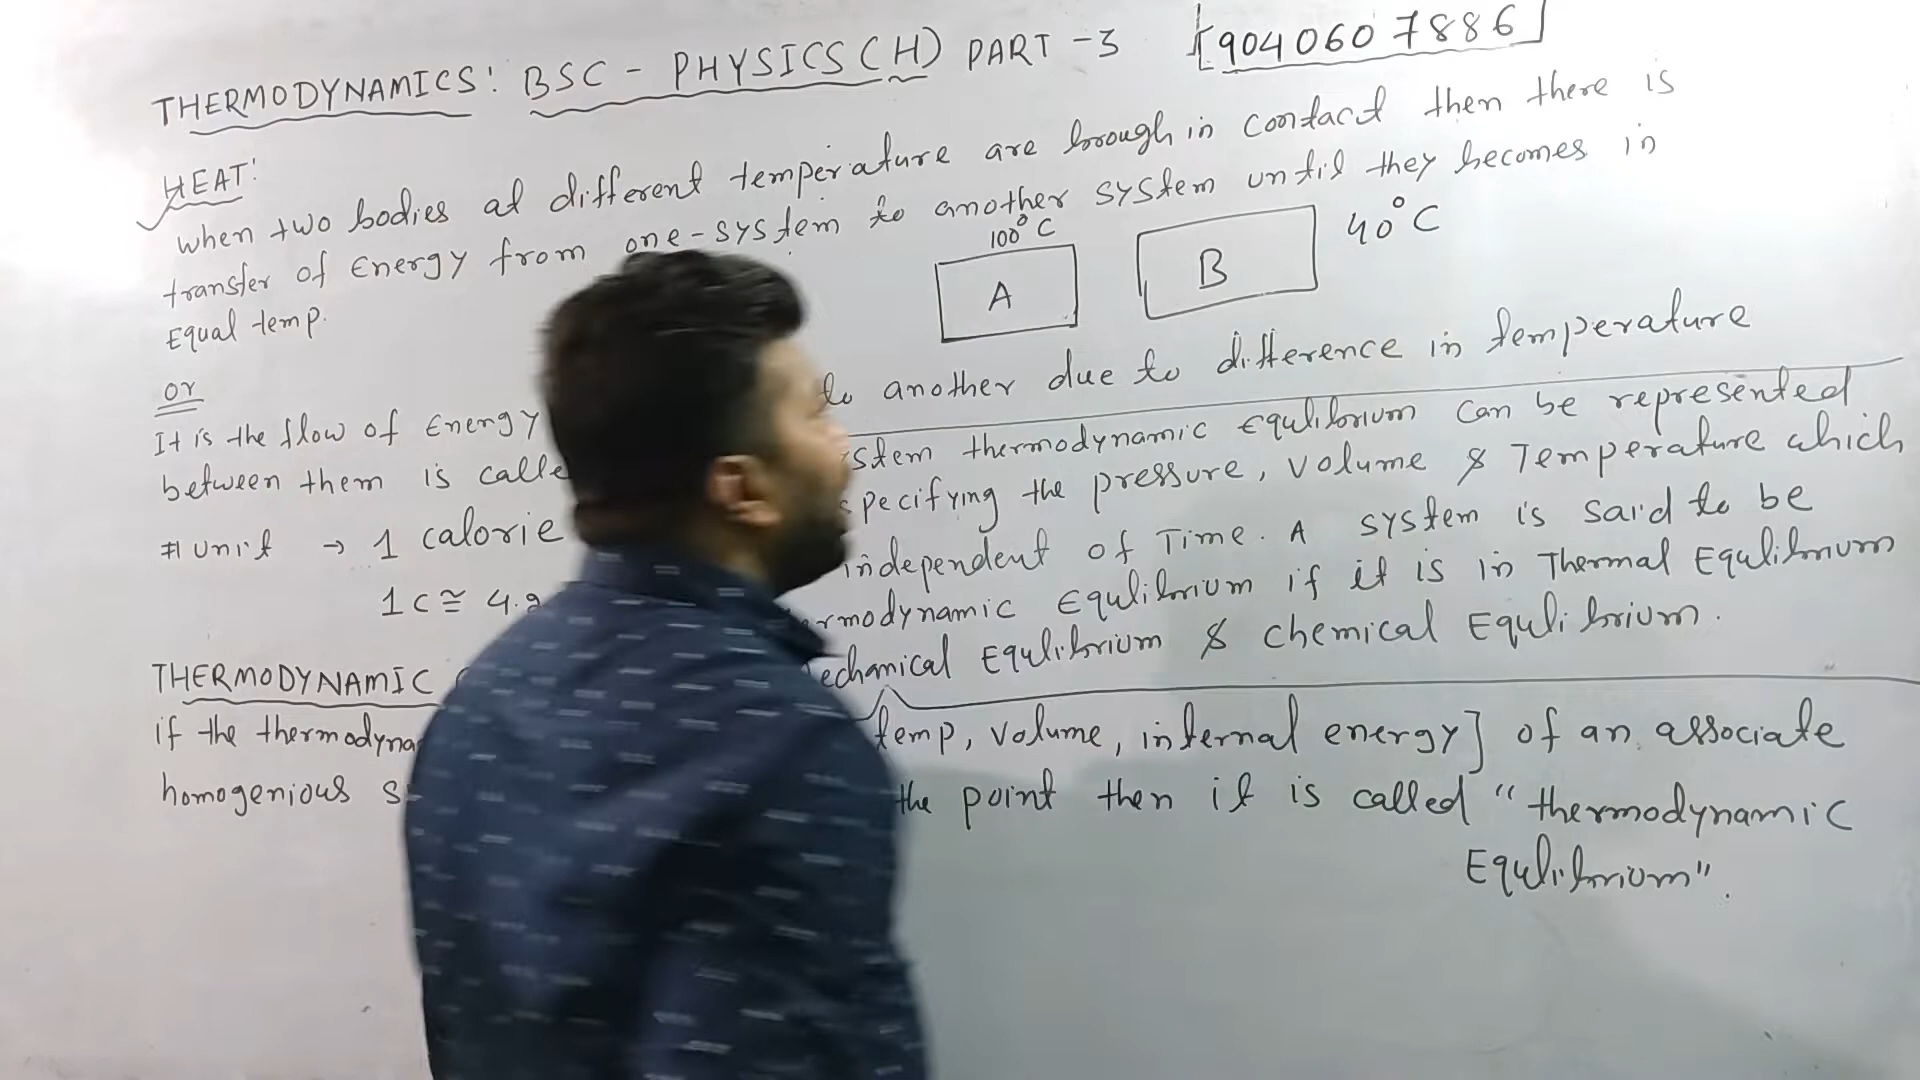 THERMODYNAMICS: BSC - PHYSICS (H) PART -3 [9040607886]
HEAT:
when two bodies at different temperature are brough in contact then there is
transfer of Energy from one-system to another system until they becomes in
Equal temp.
100°C
A
B
40°C
or
It is the flow of Energy to another due to difference in temperature
between them is calle
# unit → 1 calorie
1c ≅ 4.2
stem thermodynamic Equlibrium can be represented
specifying the pressure, volume & Temperature which
independent of Time. A system is said to be
ermodynamic Equlibrium if it is in Thermal Equlibrium
echanical Equlibrium & chemical Equlibrium.
THERMODYNAMIC
if the thermodyna temp, volume, internal energy] of an associate
homogenious s the point then it is called "thermodynamic
Equlibrium".